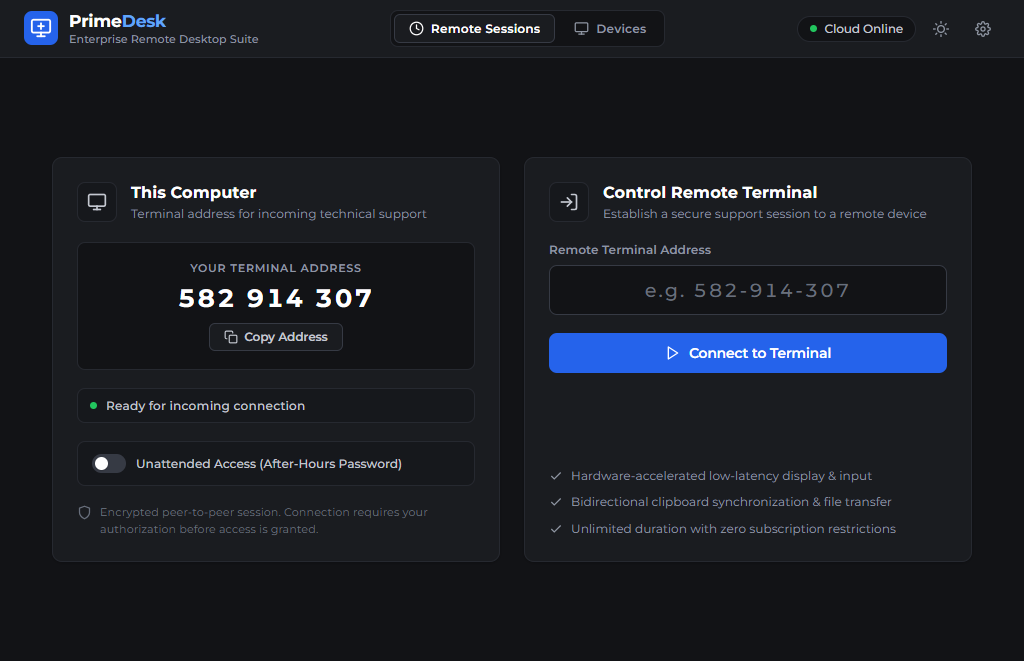 PrimeDesk
Enterprise Remote Desktop Suite
Remote Sessions
Devices
Cloud Online
This Computer
Terminal address for incoming technical support
YOUR TERMINAL ADDRESS
582 914 307
Copy Address
Ready for incoming connection
Unattended Access (After-Hours Password)
Encrypted peer-to-peer session. Connection requires your
authorization before access is granted.
Control Remote Terminal
Establish a secure support session to a remote device
Remote Terminal Address
e.g. 582-914-307
Connect to Terminal
Hardware-accelerated low-latency display & input
Bidirectional clipboard synchronization & file transfer
Unlimited duration with zero subscription restrictions